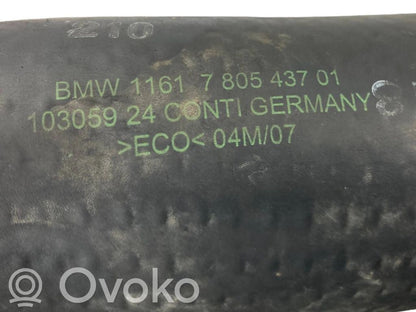 210
BMW 1161 7 805 437 01
103059 24 CONTI GERMANY
>ECO< 04M/07
Ovoko